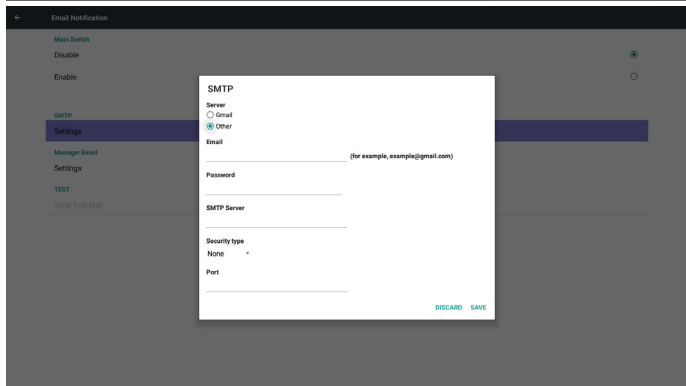 Email Notification
Main Switch
Disable
Enable
SMTP
Settings
Manager Email
Settings
TEST
Send Test Mail
SMTP
Server
Gmail
Other
Email
(for example, example@gmail.com)
Password
SMTP Server
Security type
None
Port
DISCARD SAVE